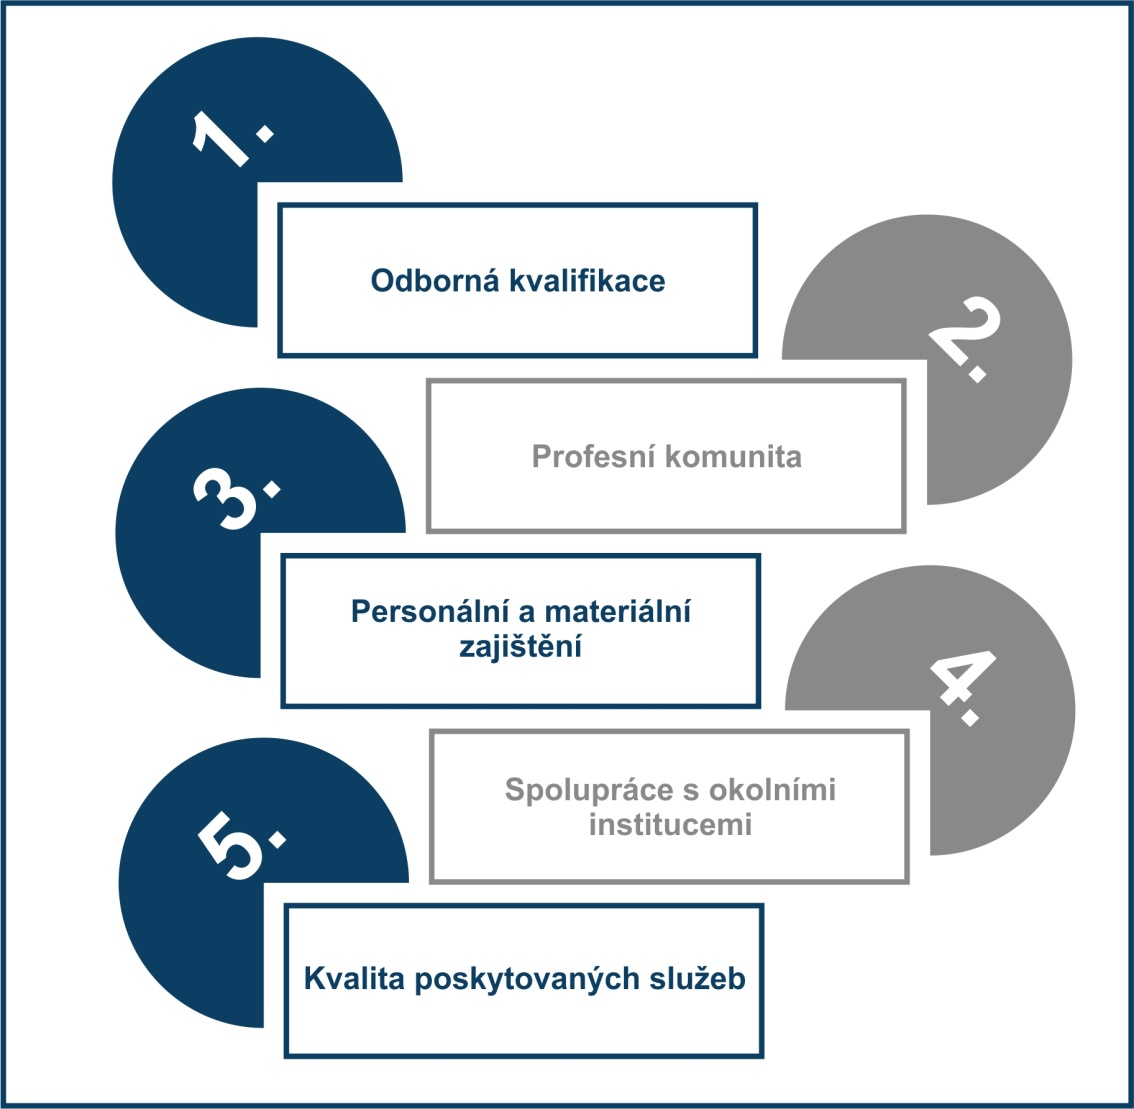 1.
Odborná kvalifikace
2.
Profesní komunita
3.
Personální a materiální
zajištění
4.
Spolupráce s okolními
institucemi
5.
Kvalita poskytovaných služeb